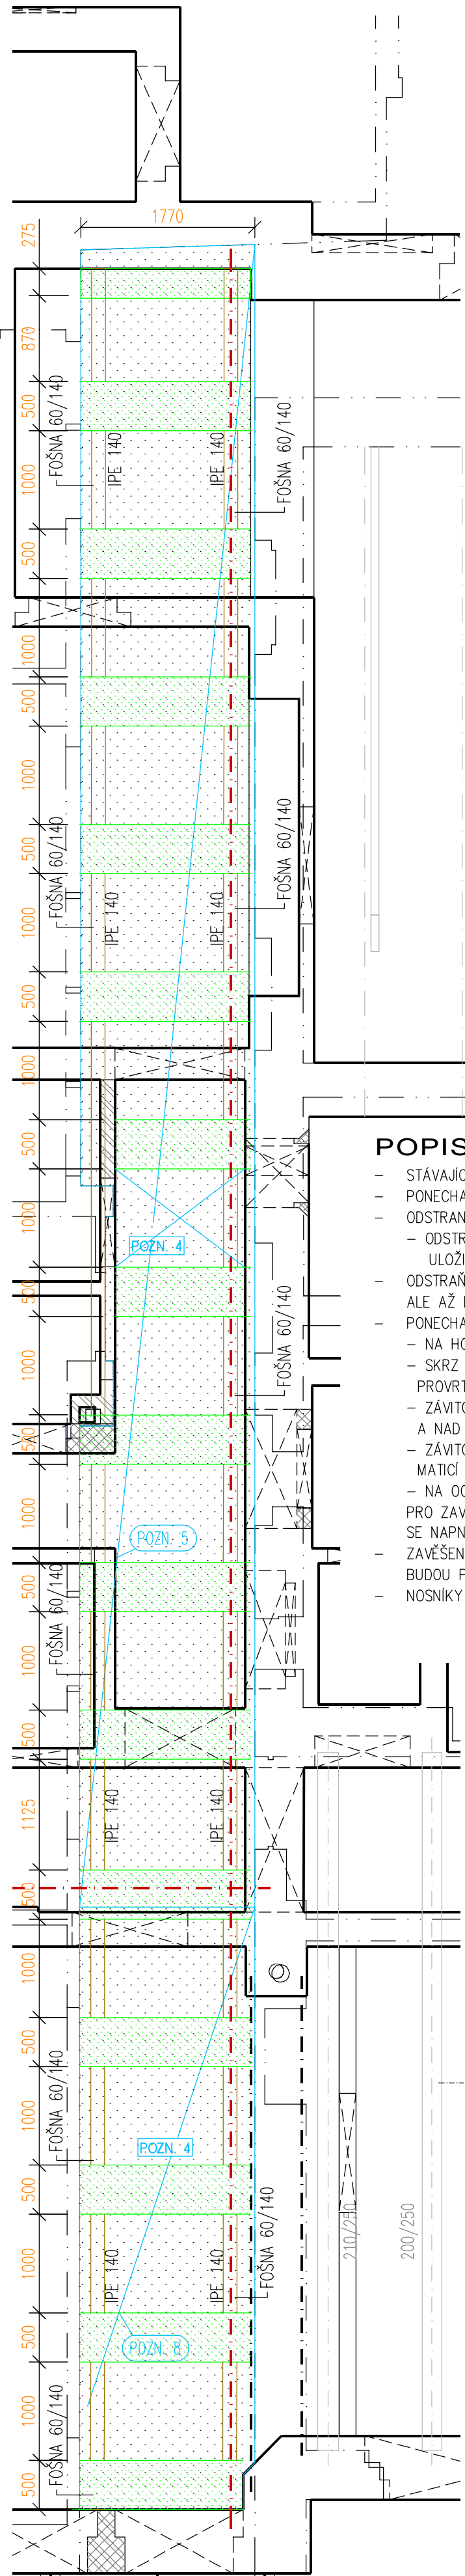 1770
275
870
500
FOŠNA 60/140
IPE 140
IPE 140
FOŠNA 60/140
1000
500
1000
500
1000
500
FOŠNA 60/140
FOŠNA 60/140
IPE 140
IPE 140
1000
500
1000
500
POPIS
- STÁVAJÍC
- PONECHA
- ODSTRAN
- ODSTR
ULOŽI
- ODSTRAŇ
ALE AŽ
- PONECHA
- NA HO
- SKRZ
PROVRT
- ZÁVITO
A NAD
- ZÁVITO
MATICÍ
- NA OC
PRO ZAV
SE NAPN
- ZAVĚŠEN
BUDOU P
- NOSNÍKY
1000
POZN. 4
500
FOŠNA 60/140
1000
500
1000
POZN. 5
500
FOŠNA 60/140
1000
500
1125
IPE 140
IPE 140
500
1000
500
FOŠNA 60/140
1000
POZN. 4
500
FOŠNA 60/140
210/250
200/250
1000
IPE 140
IPE 140
500
POZN. 8
1000
FOŠNA 60/140
500